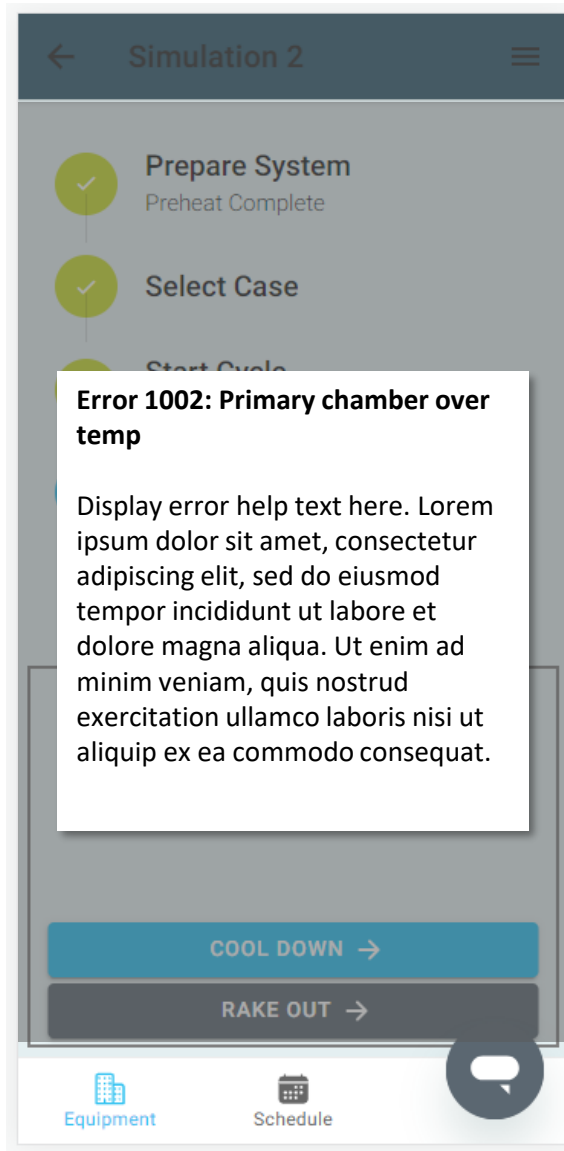 Simulation 2
Prepare System
Preheat Complete
Select Case
Start Cycle
Error 1002: Primary chamber over
temp
Display error help text here. Lorem
ipsum dolor sit amet, consectetur
adipiscing elit, sed do eiusmod
tempor incididunt ut labore et
dolore magna aliqua. Ut enim ad
minim veniam, quis nostrud
exercitation ullamco laboris nisi ut
aliquip ex ea commodo consequat.
COOL DOWN →
RAKE OUT →
Equipment
Schedule